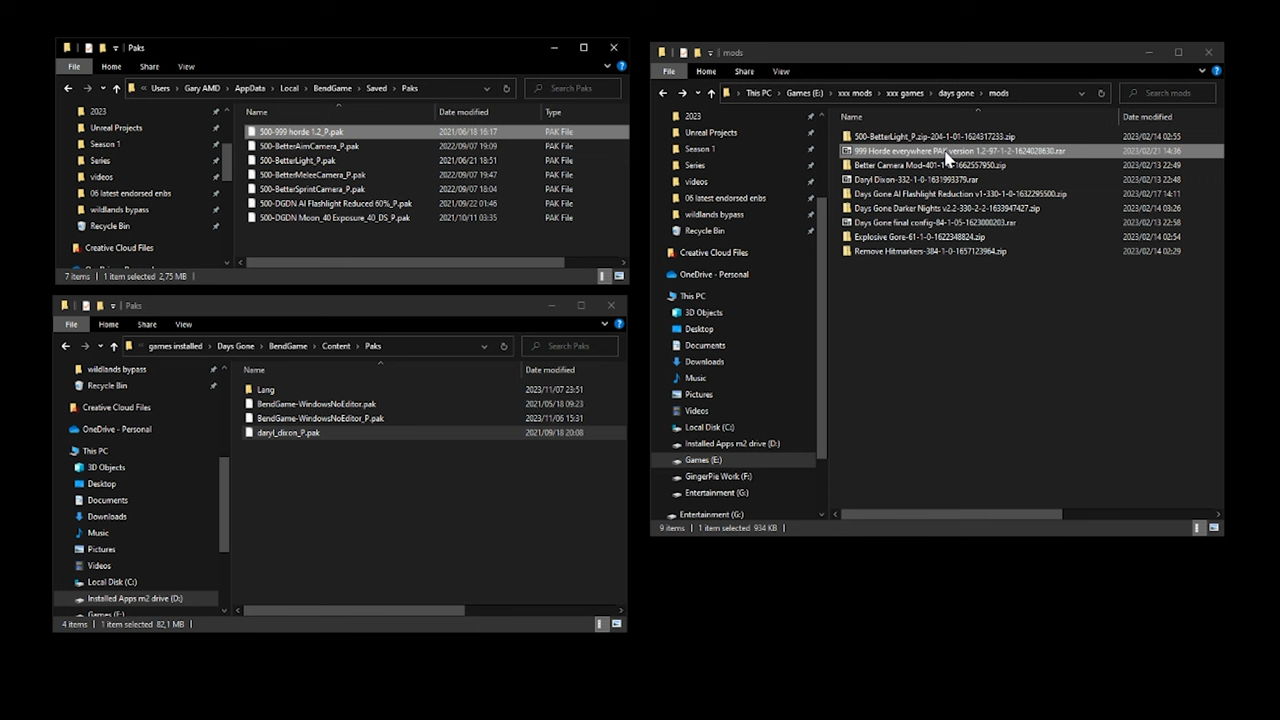 Paks
File Home Share View
Users Gary AMD AppData Local BendGame Saved Paks Search Paks
2023
Unreal Projects
Season 1
Series
videos
06 latest endorsed enbs
wildlands bypass
Recycle Bin
Creative Cloud Files
Name Date modified Type
500-999 horde 1.2_P.pak 2021/06/18 16:17 PAK File
500-BetterAimCamera_P.pak 2022/09/07 19:09 PAK File
500-BetterLight_P.pak 2021/06/21 18:51 PAK File
500-BetterMeleeCamera_P.pak 2022/09/07 19:09 PAK File
500-BetterSprintCamera_P.pak 2022/09/07 18:04 PAK File
500-DGDN AI Flashlight Reduced 60%_P.pak 2021/09/22 01:46 PAK File
500-DGDN Moon_40 Exposure_40_DS_P.pak 2021/10/11 03:35 PAK File
7 items 1 item selected 2,75 MB
Paks
File Home Share View
games installed Days Gone BendGame Content Paks Search Paks
wildlands bypass
Recycle Bin
Creative Cloud Files
OneDrive - Personal
This PC
3D Objects
Desktop
Documents
Downloads
Music
Pictures
Videos
Local Disk (C:)
Installed Apps m2 drive (D:)
Games (E:)
Name Date modified
Lang 2023/11/07 23:51
BendGame-WindowsNoEditor.pak 2021/05/18 09:23
BendGame-WindowsNoEditor_P.pak 2023/11/06 15:31
daryl_dixon_P.pak 2021/09/18 20:08
4 items 1 item selected 82,1 MB
mods
File Home Share View
This PC Games (E:) xxx mods xxx games days gone mods Search mods
2023
Unreal Projects
Season 1
Series
videos
06 latest endorsed enbs
wildlands bypass
Recycle Bin
Creative Cloud Files
OneDrive - Personal
This PC
3D Objects
Desktop
Documents
Downloads
Music
Pictures
Videos
Local Disk (C:)
Installed Apps m2 drive (D:)
Games (E:)
GingerPie Work (F:)
Entertainment (G:)
Entertainment (G:)
Name Date modified
500-BetterLight_P.zip-204-1-01-1624317233.zip 2023/02/14 02:55
999 Horde everywhere PAK version 1.2-97-1-2-1624028630.rar 2023/02/21 14:36
Better Camera Mod-401-1-0-1662557950.zip 2023/02/13 22:49
Daryl Dixon-332-1-0-1631993379.rar 2023/02/13 22:48
Days Gone AI Flashlight Reduction v1-330-1-0-1632295500.zip 2023/02/17 14:11
Days Gone Darker Nights v2.2-330-2-2-1633947427.zip 2023/02/14 03:26
Days Gone final config-84-1-05-1623000203.rar 2023/02/14 02:55
Explosive Gore-61-1-0-1622348824.zip 2023/02/14 02:54
Remove Hitmarkers-384-1-0-1657123964.zip 2023/02/14 02:29
9 items 1 item selected 934 KB